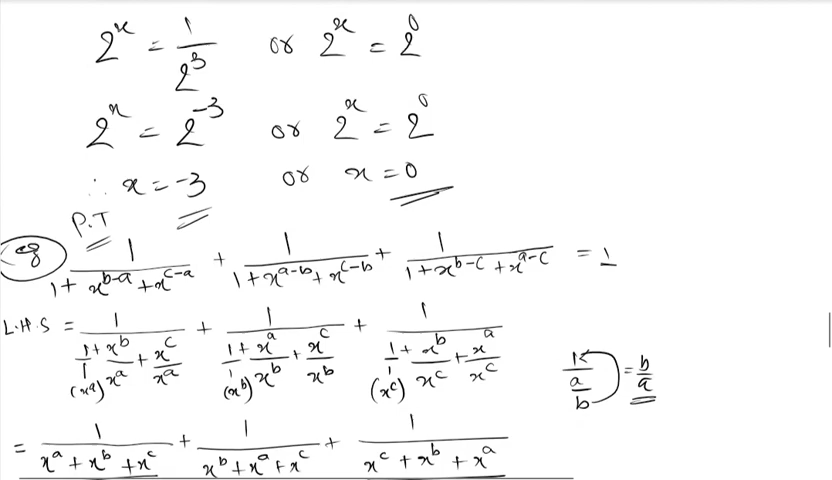 2^x = 1/2^3 or 2^x = 2^0
2^x = 2^-3 or 2^x = 2^0
∴ x = -3 or x = 0
P.T
eg 1/(1 + x^(b-a) + x^(c-a)) + 1/(1 + x^(a-b) + x^(c-b)) + 1/(1 + x^(b-c) + x^(a-c)) = 1
L.H.S = 1/(1/1 (x^a) + x^b/x^a + x^c/x^a) + 1/(1/1 (x^b) + x^a/x^b + x^c/x^b) + 1/(1/1 (x^c) + x^b/x^c + x^a/x^c) 1/(a/b) = b/a
= 1/(x^a + x^b + x^c) + 1/(x^b + x^a + x^c) + 1/(x^c + x^b + x^a)